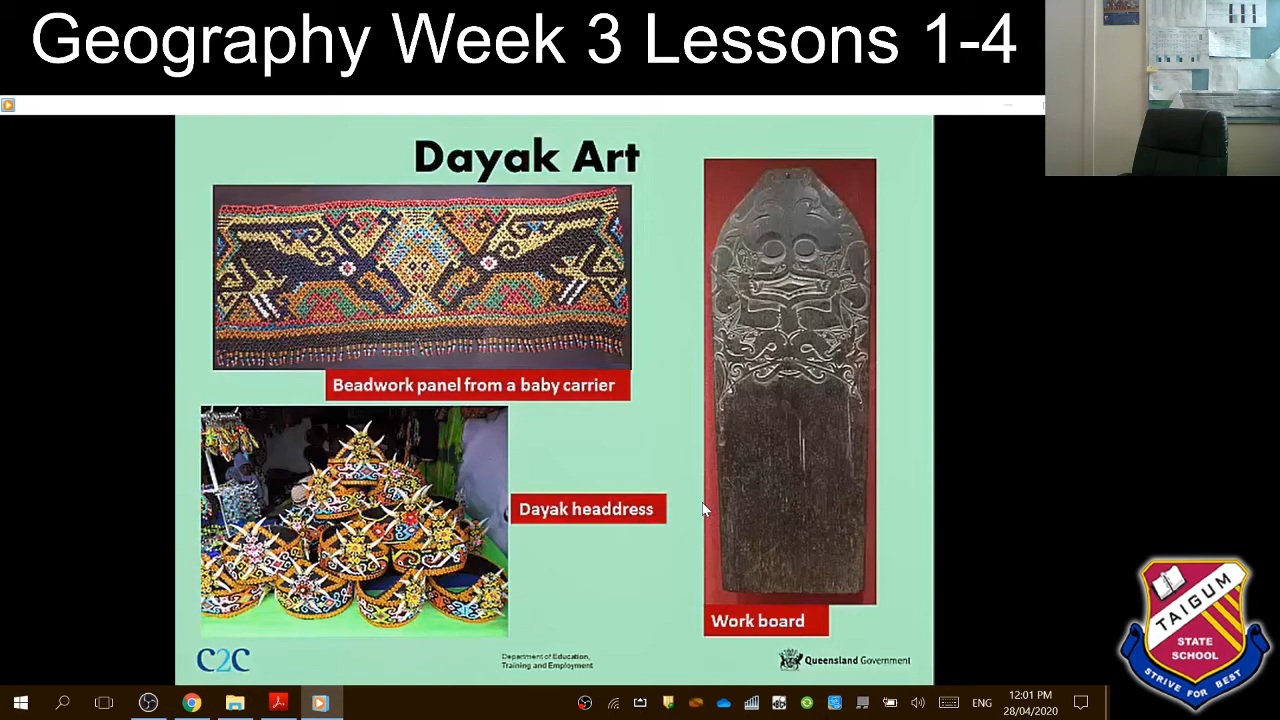 Geography Week 3 Lessons 1-4
Dayak Art
Beadwork panel from a baby carrier
Dayak headdress
Work board
C2C
Department of Education,
Training and Employment
Queensland Government
TAIGUM
STATE
SCHOOL
STRIVE FOR BEST
ENG
12:01 PM
28/04/2020